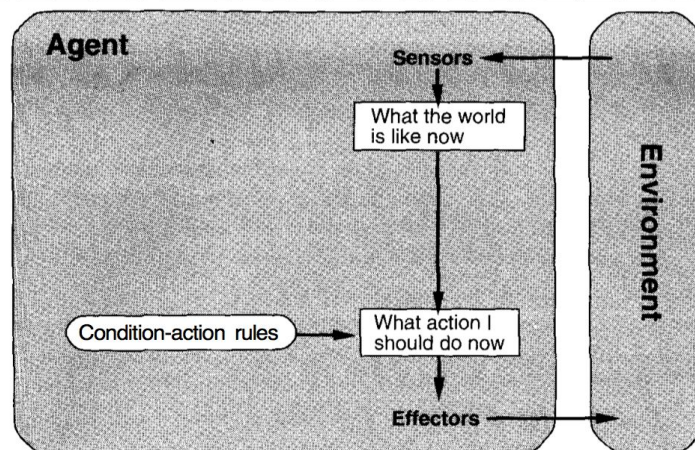 Agent
Sensors
What the world
is like now
Environment
Condition-action rules
What action I
should do now
Effectors